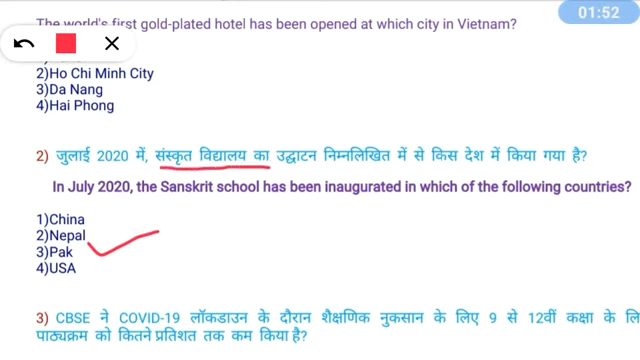 The world's first gold-plated hotel has been opened at which city in Vietnam?
01:52
2)Ho Chi Minh City
3)Da Nang
4)Hai Phong
2) जुलाई 2020 में, संस्कृत विद्यालय का उद्घाटन निम्नलिखित में से किस देश में किया गया है?
In July 2020, the Sanskrit school has been inaugurated in which of the following countries?
1)China
2)Nepal
3)Pak
4)USA
3) CBSE ने COVID-19 लॉकडाउन के दौरान शैक्षणिक नुकसान के लिए 9 से 12वीं कक्षा के लि
पाठ्यक्रम को कितने प्रतिशत तक कम किया है?